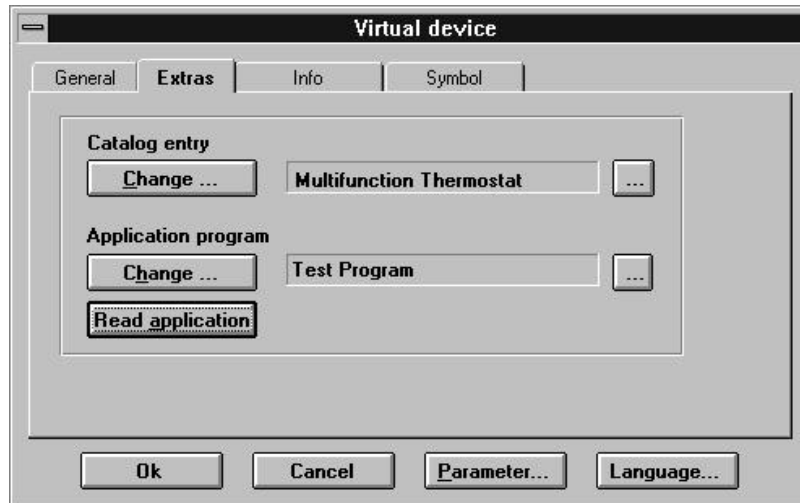 Virtual device
General Extras Info Symbol
Catalog entry
Change ... Multifunction Thermostat ...
Application program
Change ... Test Program ...
Read application
Ok Cancel Parameter... Language...